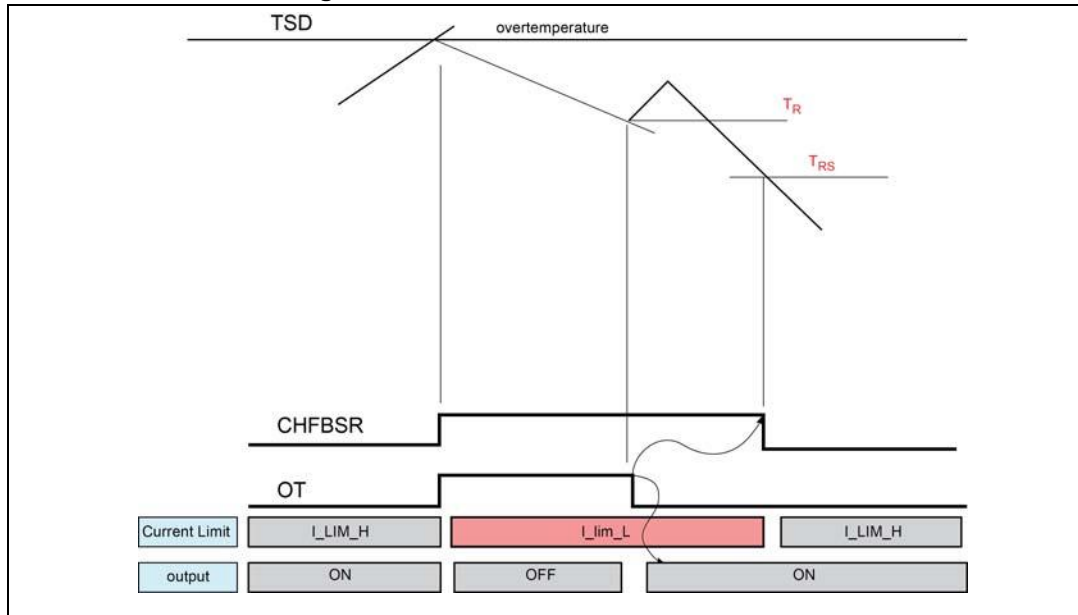 TSD
overtemperature
TR
TRS
CHFBSR
OT
Current Limit
I_LIM_H
I_lim_L
I_LIM_H
output
ON
OFF
ON